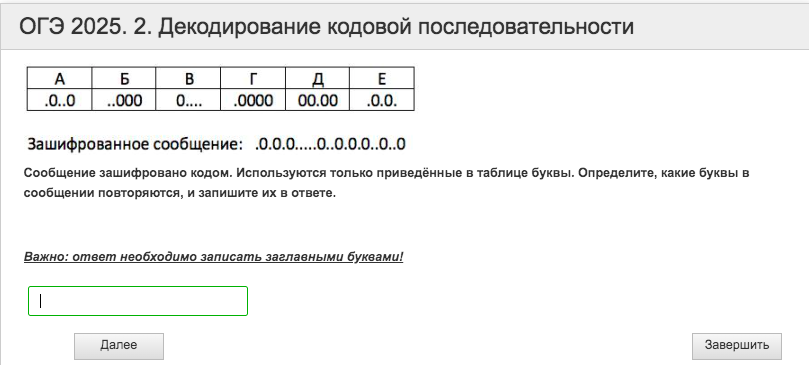 ОГЭ 2025. 2. Декодирование кодовой последовательности
А Б В Г Д Е
.0..0 ..000 0.... .0000 00.00 .0.0.
Зашифрованное сообщение: .0.0.0.....0..0.0.0..0..0
Сообщение зашифровано кодом. Используются только приведённые в таблице буквы. Определите, какие буквы в
сообщении повторяются, и запишите их в ответе.
Важно: ответ необходимо записать заглавными буквами!
Далее Завершить